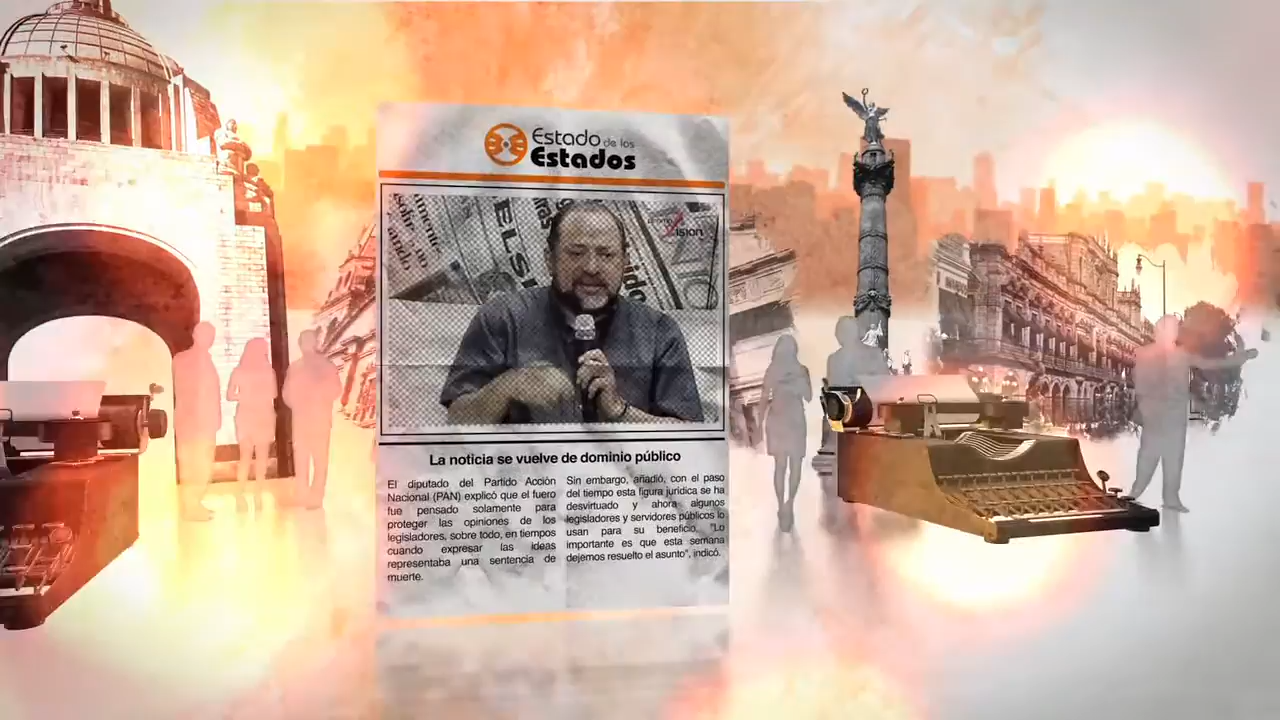 Estado de los
Estados
ELSI
La noticia se vuelve de dominio público
El diputado del Partido Acción
Nacional (PAN) explicó que el fuero
fue pensado solamente para
proteger las opiniones de los
legisladores, sobre todo, en tiempos
cuando expresar las ideas
representaba una sentencia de
muerte.
Sin embargo, añadió, con el paso
del tiempo esta figura jurídica se ha
desvirtuado y ahora algunos
legisladores y servidores públicos lo
usan para su beneficio. "Lo
importante es que esta semana
dejemos resuelto el asunto", indicó.